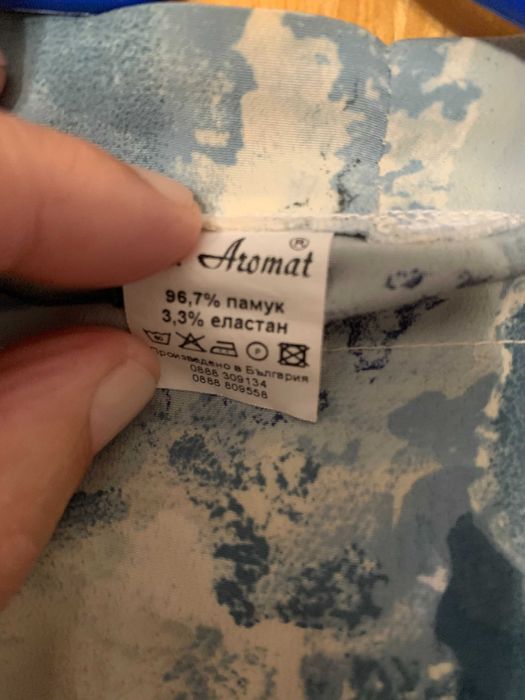 Aromat ®
96,7% памук
3,3% еластан
P
произведено в България
0888 309134
0888 809558